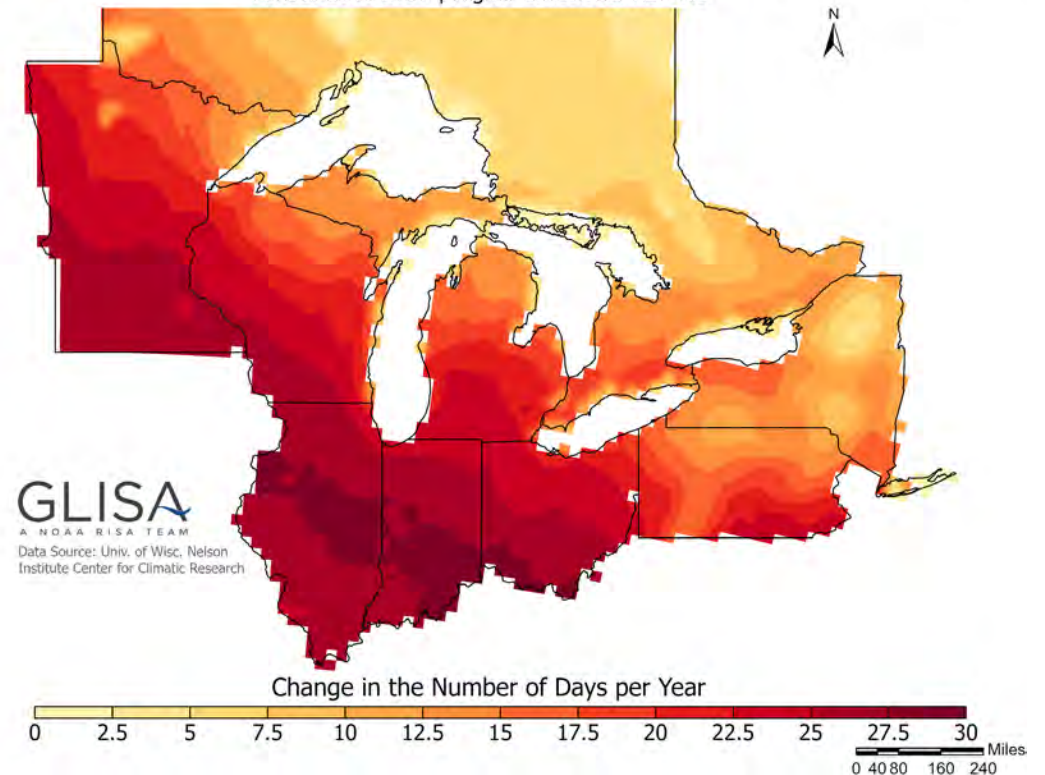 N
GLISA
A NOAA RISA TEAM
Data Source: Univ. of Wisc. Nelson
Institute Center for Climatic Research
Change in the Number of Days per Year
0 2.5 5 7.5 10 12.5 15 17.5 20 22.5 25 27.5 30
Miles
0 40 80 160 240